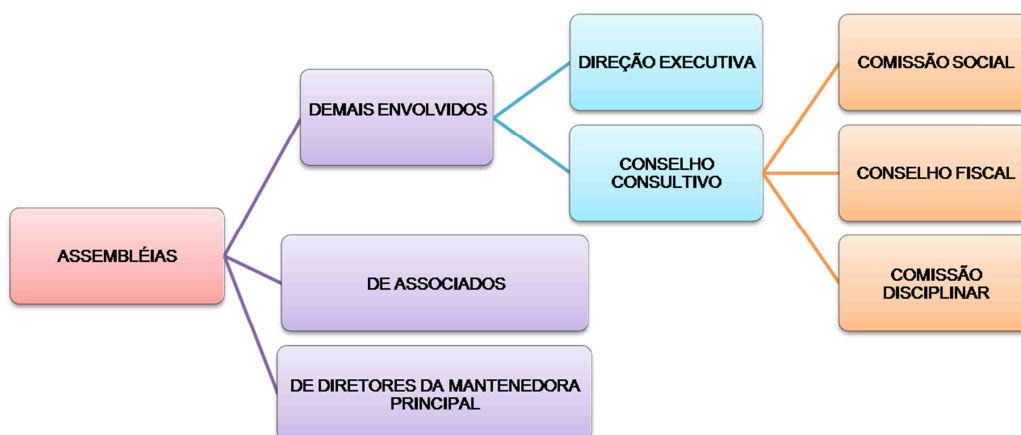 ASSEMBLÉIAS
DEMAIS ENVOLVIDOS
DE ASSOCIADOS
DE DIRETORES DA MANTENEDORA
PRINCIPAL
DIREÇÃO EXECUTIVA
CONSELHO
CONSULTIVO
COMISSÃO SOCIAL
CONSELHO FISCAL
COMISSÃO
DISCIPLINAR